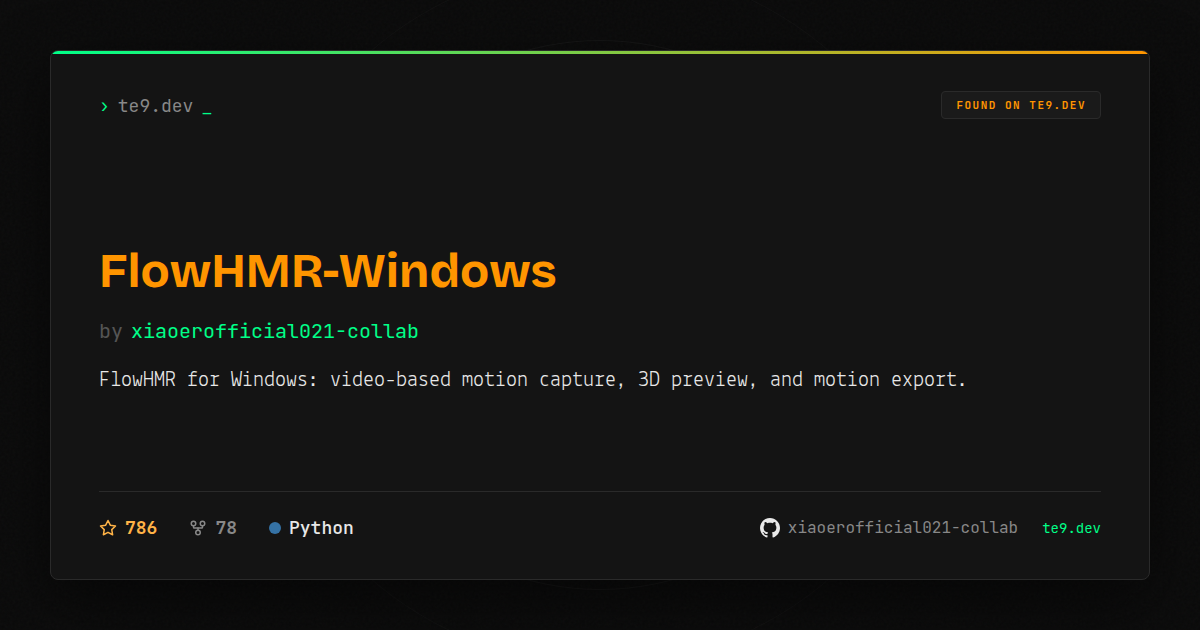 › te9.dev _
FOUND ON TE9.DEV
FlowHMR-Windows
by xiaoerofficial021-collab
FlowHMR for Windows: video-based motion capture, 3D preview, and motion export.
786 78 Python
xiaoerofficial021-collab te9.dev